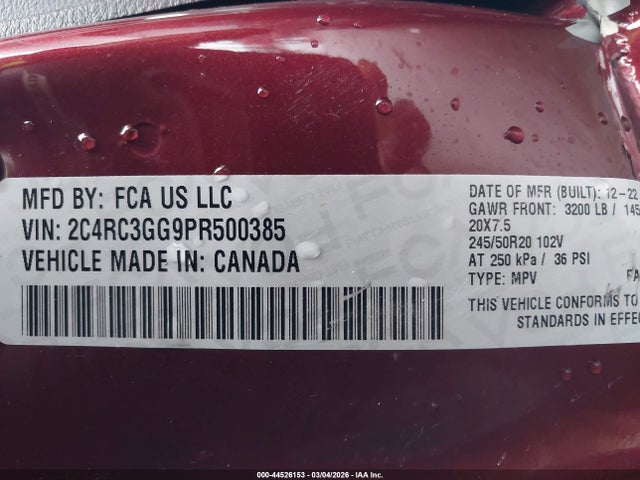 MFD BY: FCA US LLC
VIN: 2C4RC3GG9PR500385
VEHICLE MADE IN: CANADA
DATE OF MFR (BUILT): 12-22
GAWR FRONT: 3200 LB / 145
20X7.5
245/50R20 102V
AT 250 kPa / 36 PSI
TYPE: MPV
THIS VEHICLE CONFORMS TO
STANDARDS IN EFFEC
000-44526153 - 03/04/2026 - IAA Inc.